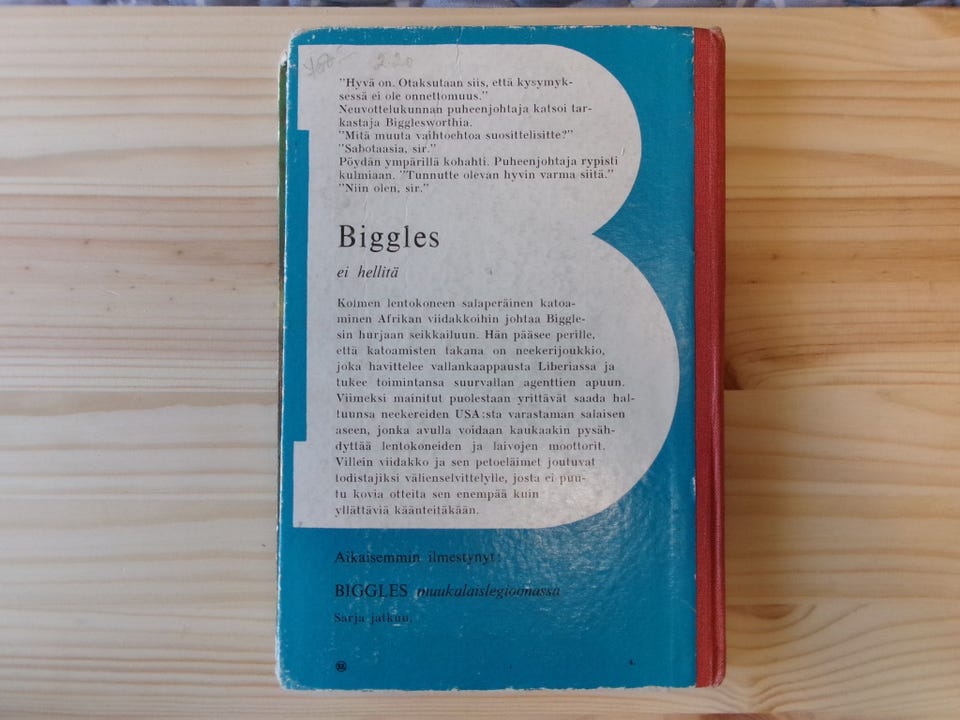 2.20
"Hyvä on. Otaksutaan siis, että kysymyk-
sessä ei ole onnettomuus."
Neuvottelukunnan puheenjohtaja katsoi tar-
kastaja Bigglesworthia.
"Mitä muuta vaihtoehtoa suosittelisitte?"
"Sabotaasia, sir."
Pöydän ympärillä kohahti. Puheenjohtaja rypisti
kulmiaan. "Tunnutte olevan hyvin varma siitä."
"Niin olen, sir."
Biggles
ei hellitä
Kolmen lentokoneen salaperäinen katoa-
minen Afrikan viidakkoihin johtaa Biggle-
sin hurjaan seikkailuun. Hän pääsee perille,
että katoamisten takana on neekerijoukkio,
joka havittelee vallankaappausta Liberiassa ja
tukee toimintansa suurvallan agenttien apuun.
Viimeksi mainitut puolestaan yrittävät saada hal-
tuunsa neekereiden USA:sta varastaman salaisen
aseen, jonka avulla voidaan kaukaakin pysäh-
dyttää lentokoneiden ja laivojen moottorit.
Villein viidakko ja sen petoeläimet joutuvat
todistajiksi välienselvittelylle, josta ei puu-
tu kovia otteita sen enempää kuin
yllättäviä käänteitäkään.
Aikaisemmin ilmestynyt:
BIGGLES muukalaislegioonassa
Sarja jatkuu.